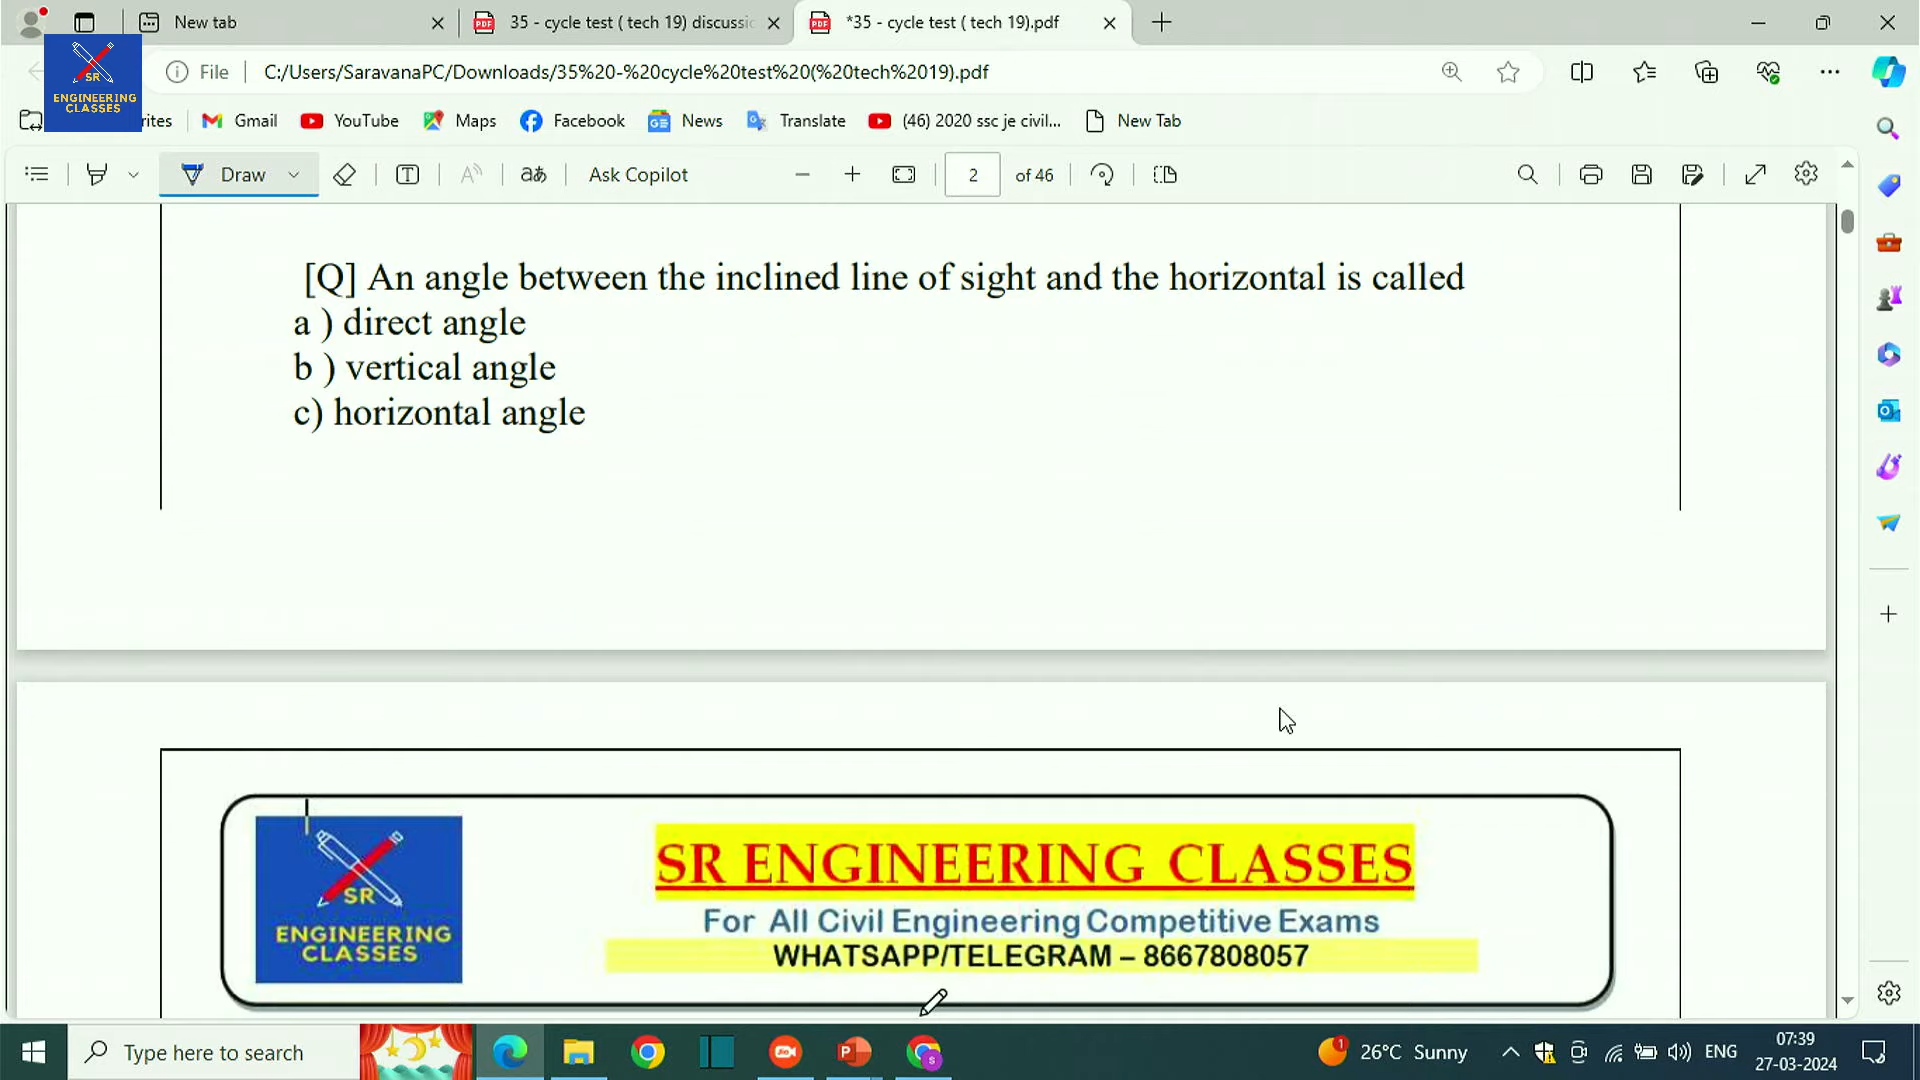 New tab
35 - cycle test ( tech 19) discussic
*35 - cycle test ( tech 19).pdf
File
C:/Users/SaravanaPC/Downloads/35%20-%20cycle%20test%20(%20tech%2019).pdf
SR
ENGINEERING
CLASSES
rites
Gmail
YouTube
Maps
Facebook
News
Translate
(46) 2020 ssc je civil...
New Tab
Draw
Ask Copilot
2
of 46
[Q] An angle between the inclined line of sight and the horizontal is called
a ) direct angle
b ) vertical angle
c) horizontal angle
SR
ENGINEERING
CLASSES
SR ENGINEERING CLASSES
For All Civil Engineering Competitive Exams
WHATSAPP/TELEGRAM – 8667808057
Type here to search
1
26°C Sunny
ENG
07:39
27-03-2024